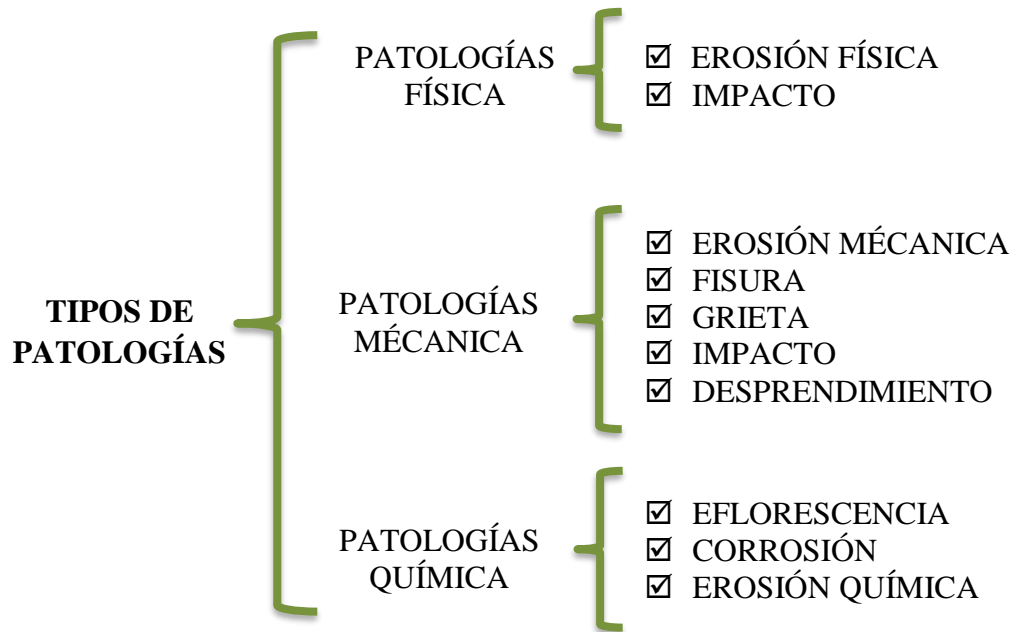 TIPOS DE
PATOLOGÍAS
PATOLOGÍAS
FÍSICA
☑ EROSIÓN FÍSICA
☑ IMPACTO
PATOLOGÍAS
MÉCANICA
☑ EROSIÓN MÉCANICA
☑ FISURA
☑ GRIETA
☑ IMPACTO
☑ DESPRENDIMIENTO
PATOLOGÍAS
QUÍMICA
☑ EFLORESCENCIA
☑ CORROSIÓN
☑ EROSIÓN QUÍMICA